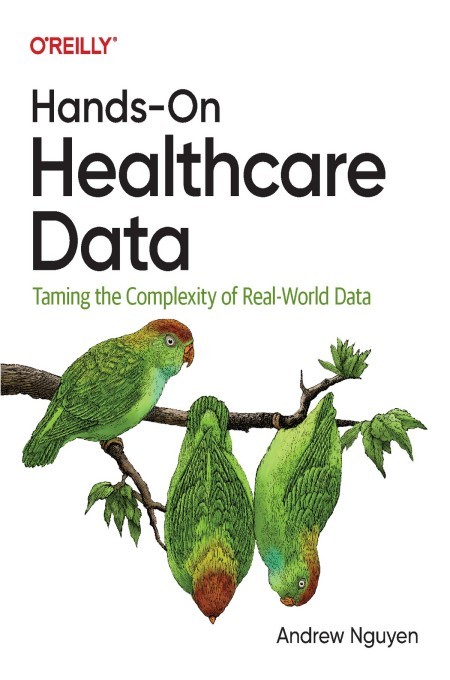 O'REILLY®
Hands-On
Healthcare
Data
Taming the Complexity of Real-World Data
Andrew Nguyen